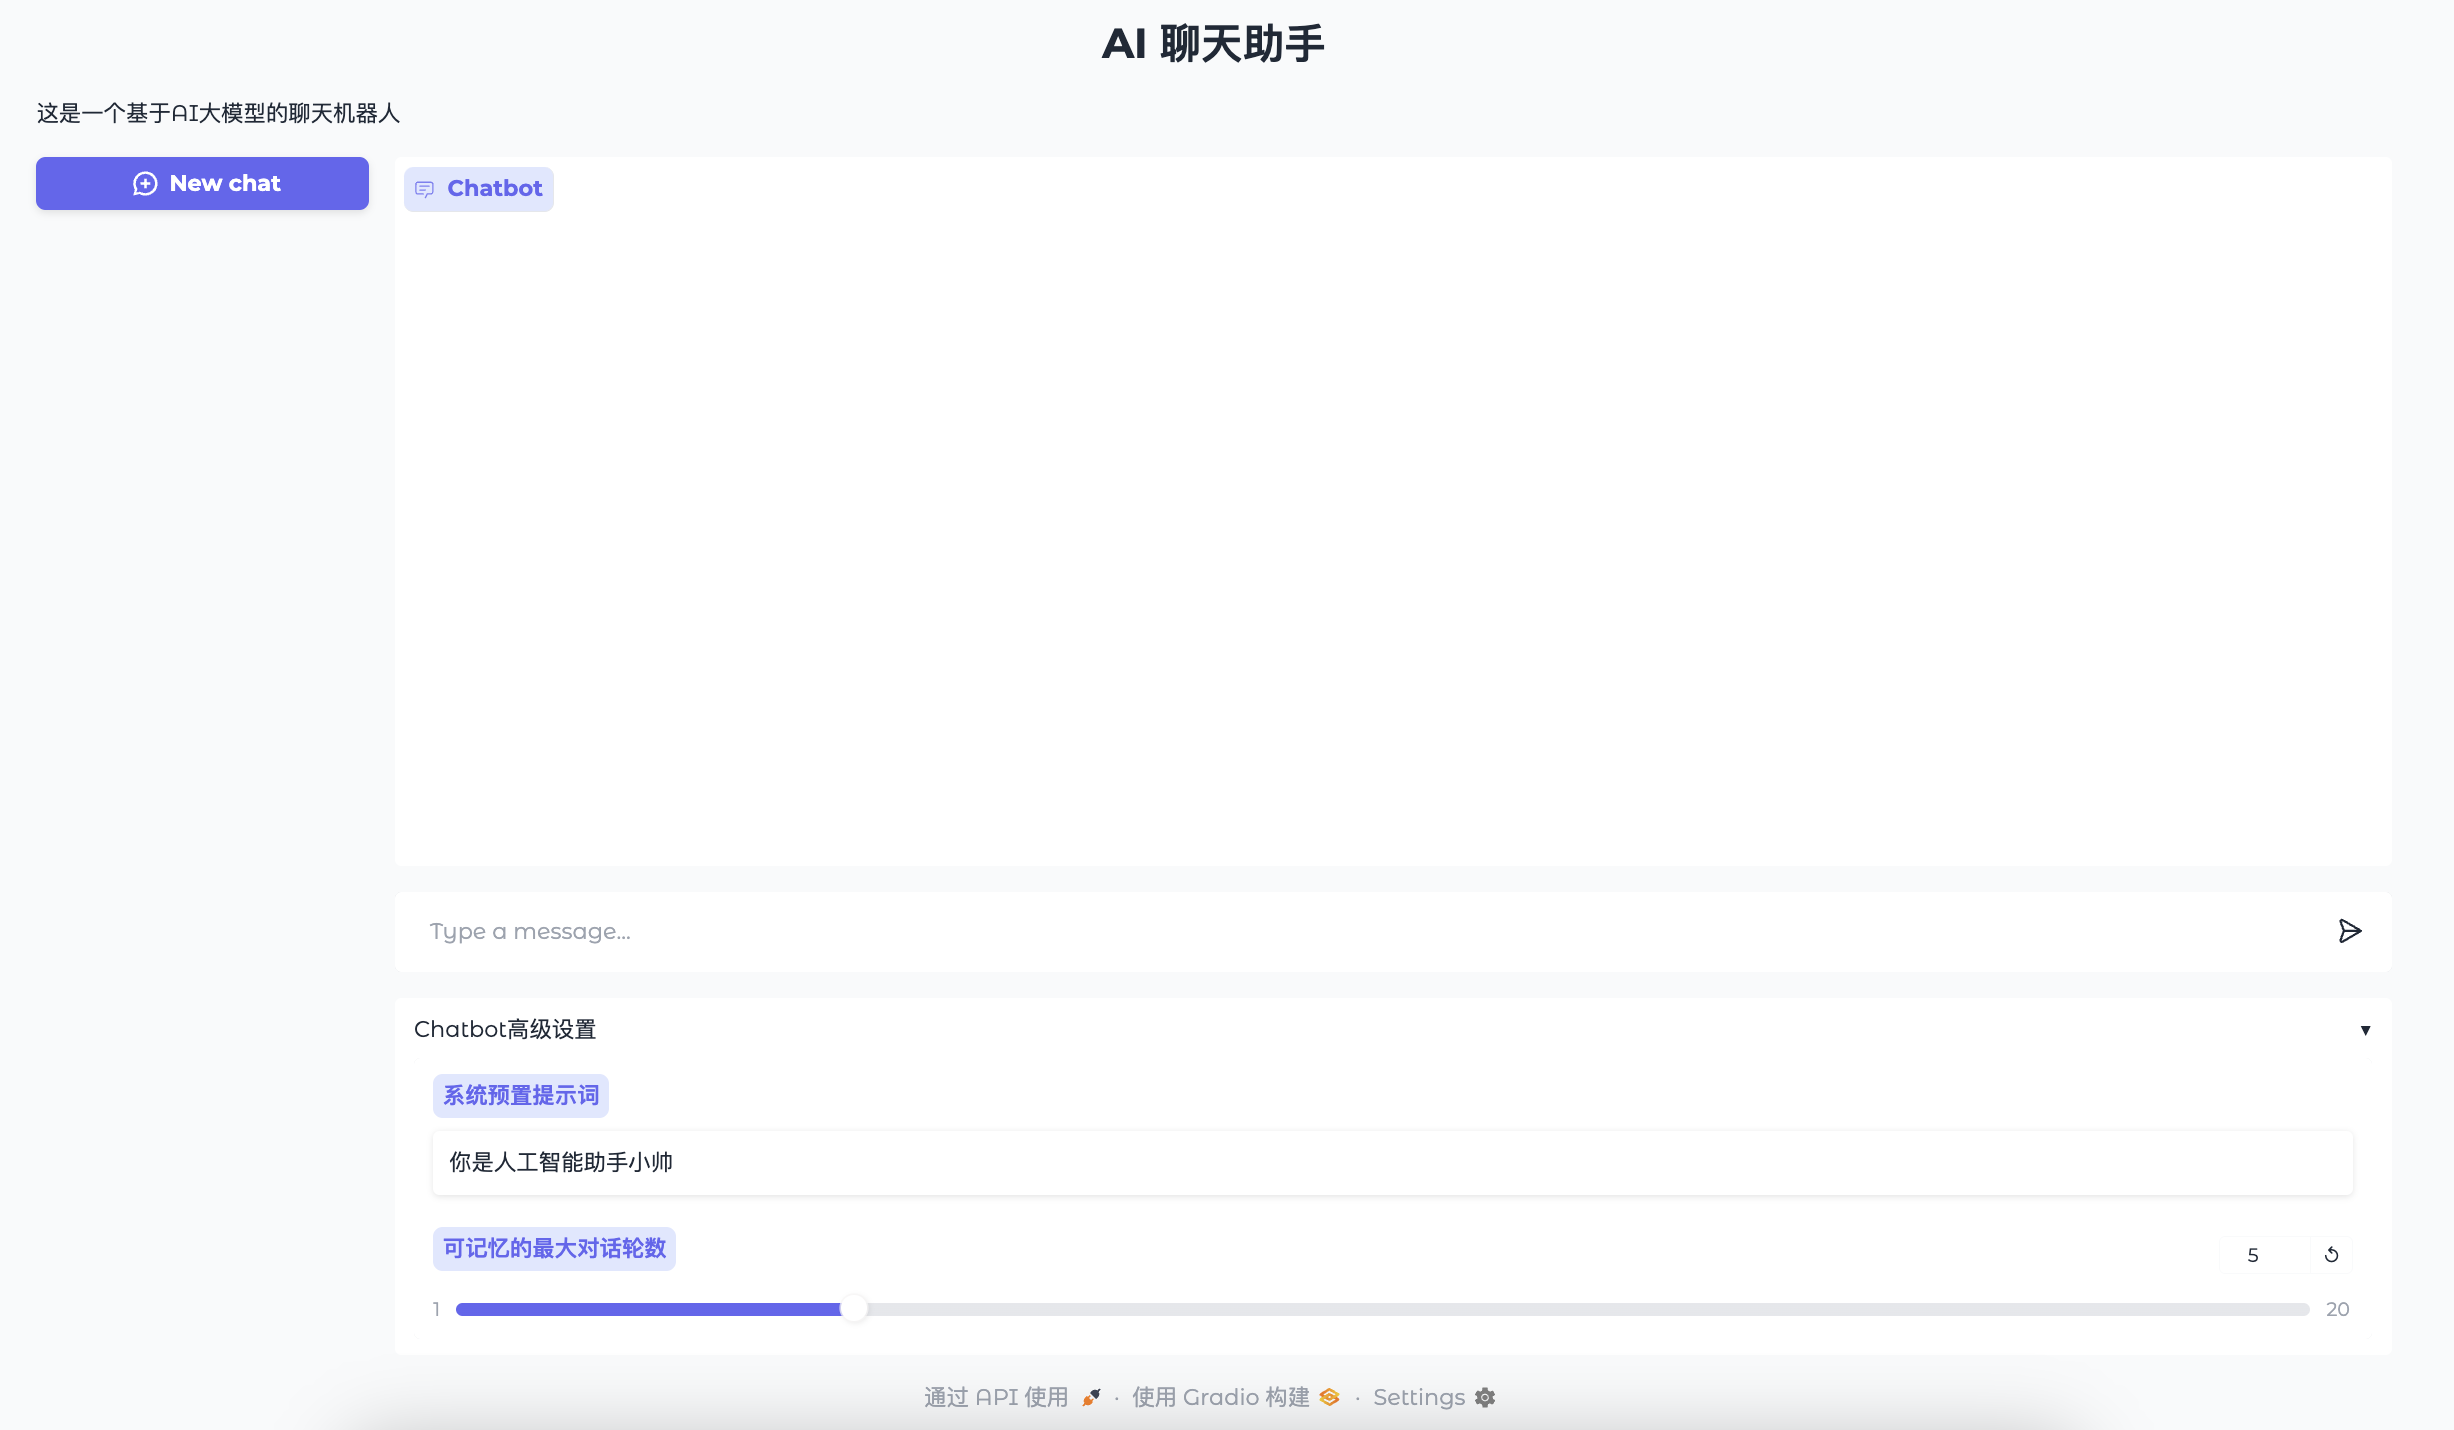 AI 聊天助手
这是一个基于AI大模型的聊天机器人
New chat
Chatbot
Type a message...
Chatbot高级设置
▼
系统预置提示词
你是人工智能助手小帅
可记忆的最大对话轮数
5
1
20
通过 API 使用 · 使用 Gradio 构建 · Settings